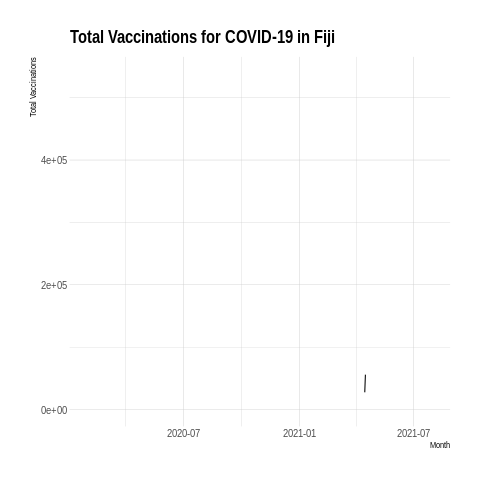 Total Vaccinations for COVID-19 in Fiji
Total Vaccinations
4e+05
2e+05
0e+00
2020-07
2021-01
2021-07
Month